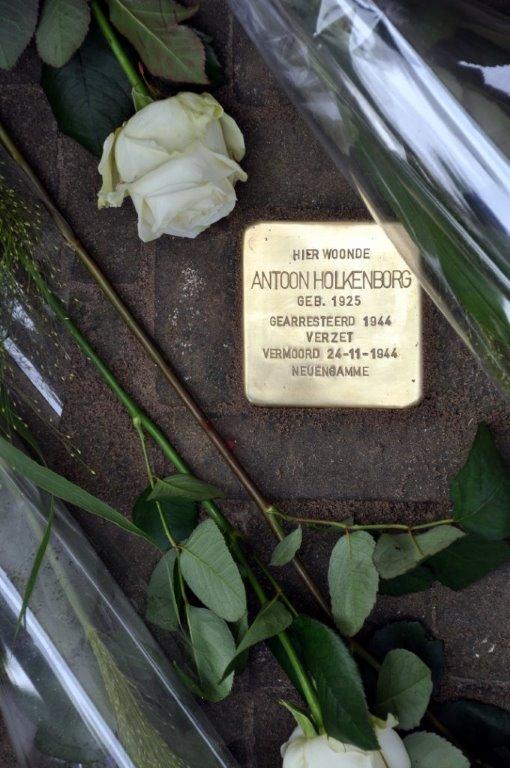 HIER WOONDE
ANTOON HOLKENBORG
GEB. 1925
GEARRESTEERD 1944
VERZET
VERMOORD 24-11-1944
NEUENGAMME